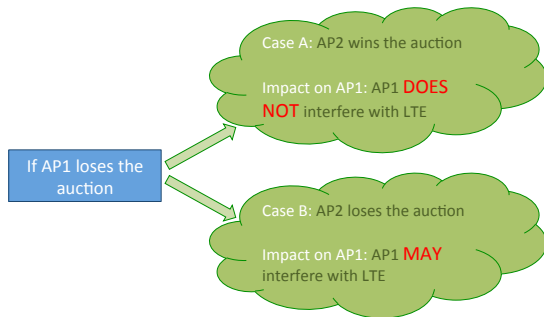 Case A: AP2 wins the auction
Impact on AP1: AP1 DOES
NOT interfere with LTE
If AP1 loses the
auction
Case B: AP2 loses the auction
Impact on AP1: AP1 MAY
interfere with LTE